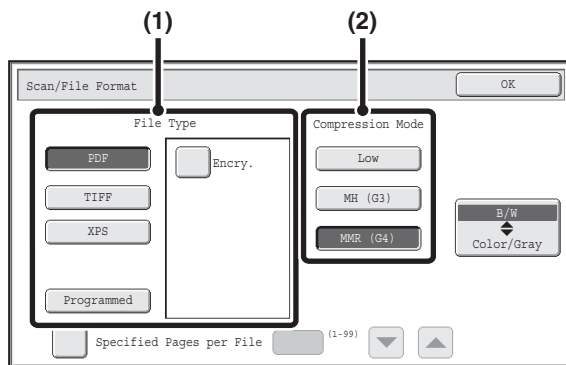 (1) (2)
Scan/File Format OK
File Type Compression Mode
PDF Encry. Low
TIFF MH (G3)
XPS MMR (G4)
B/W
Color/Gray
Programmed
Specified Pages per File (1-99)